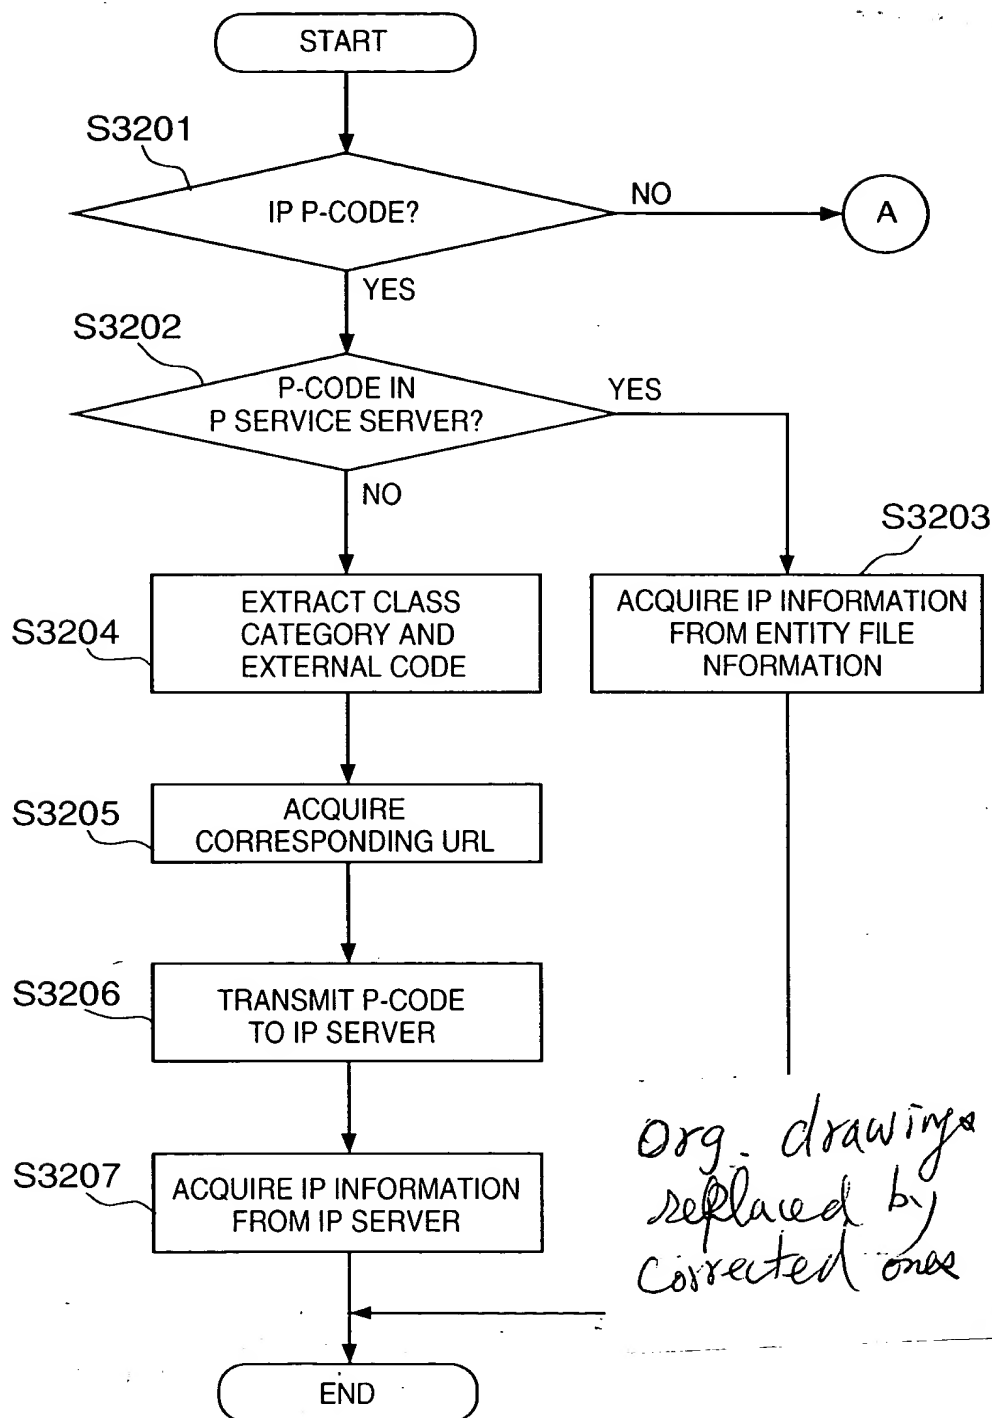 START
S3201
IP P-CODE?
NO
A
YES
S3202
P-CODE IN
P SERVICE SERVER?
YES
NO
S3203
ACQUIRE IP INFORMATION
FROM ENTITY FILE
NFORMATION
S3204
EXTRACT CLASS
CATEGORY AND
EXTERNAL CODE
S3205
ACQUIRE
CORRESPONDING URL
S3206
TRANSMIT P-CODE
TO IP SERVER
S3207
ACQUIRE IP INFORMATION
FROM IP SERVER
Org. drawings
replaced by
corrected ones
END